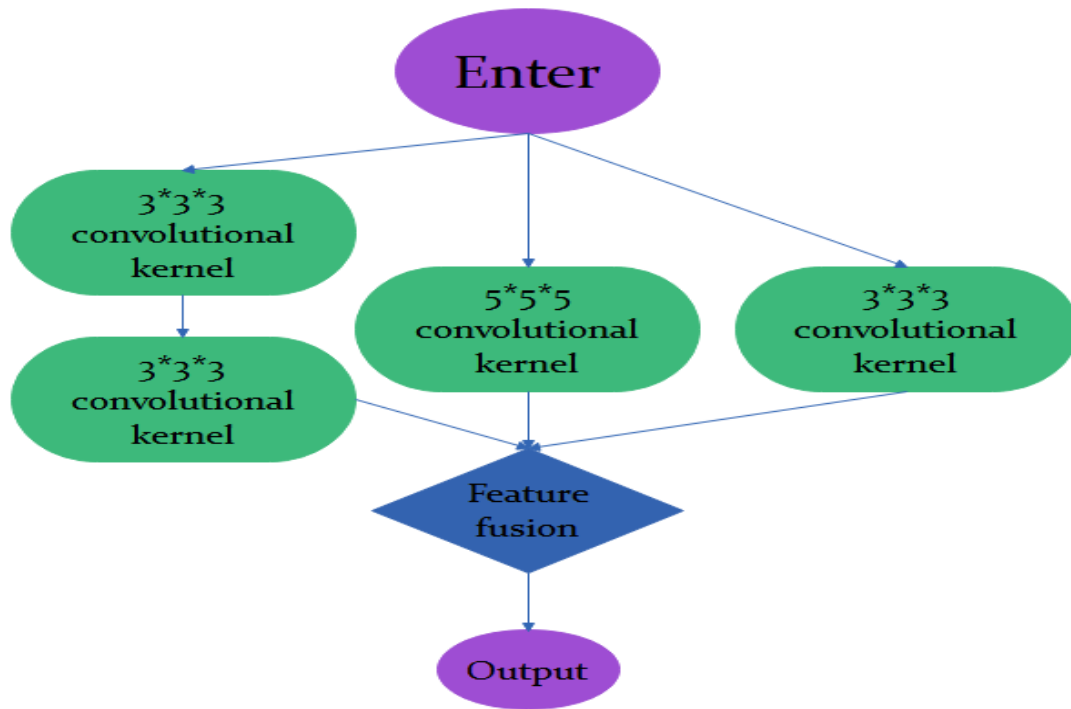 Enter
3*3*3
convolutional
kernel
5*5*5
convolutional
kernel
3*3*3
convolutional
kernel
3*3*3
convolutional
kernel
Feature
fusion
Output